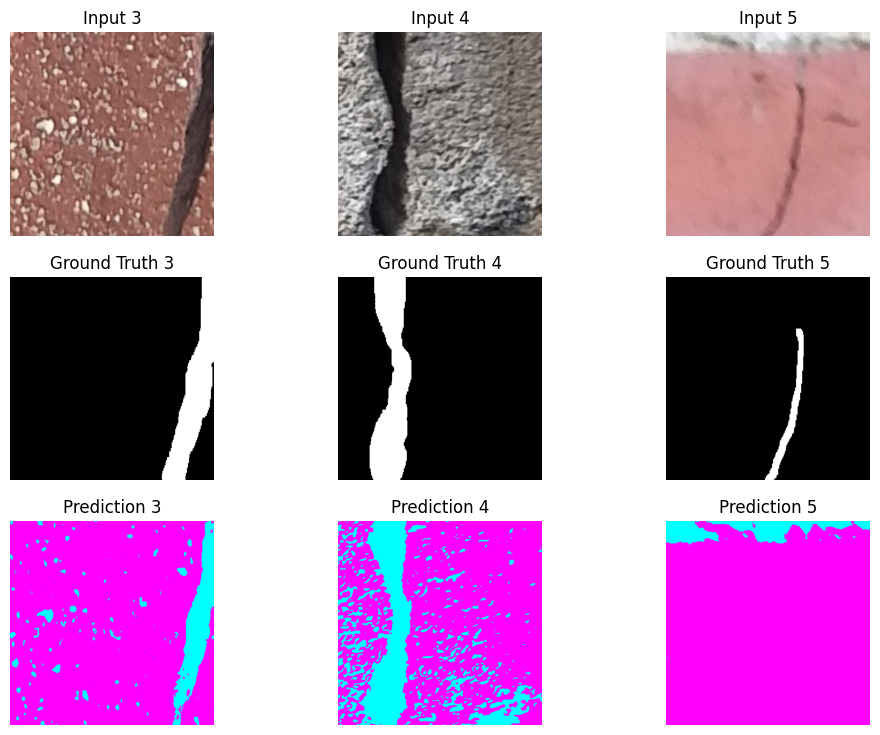 Input 3
Input 4
Input 5
Ground Truth 3
Ground Truth 4
Ground Truth 5
Prediction 3
Prediction 4
Prediction 5